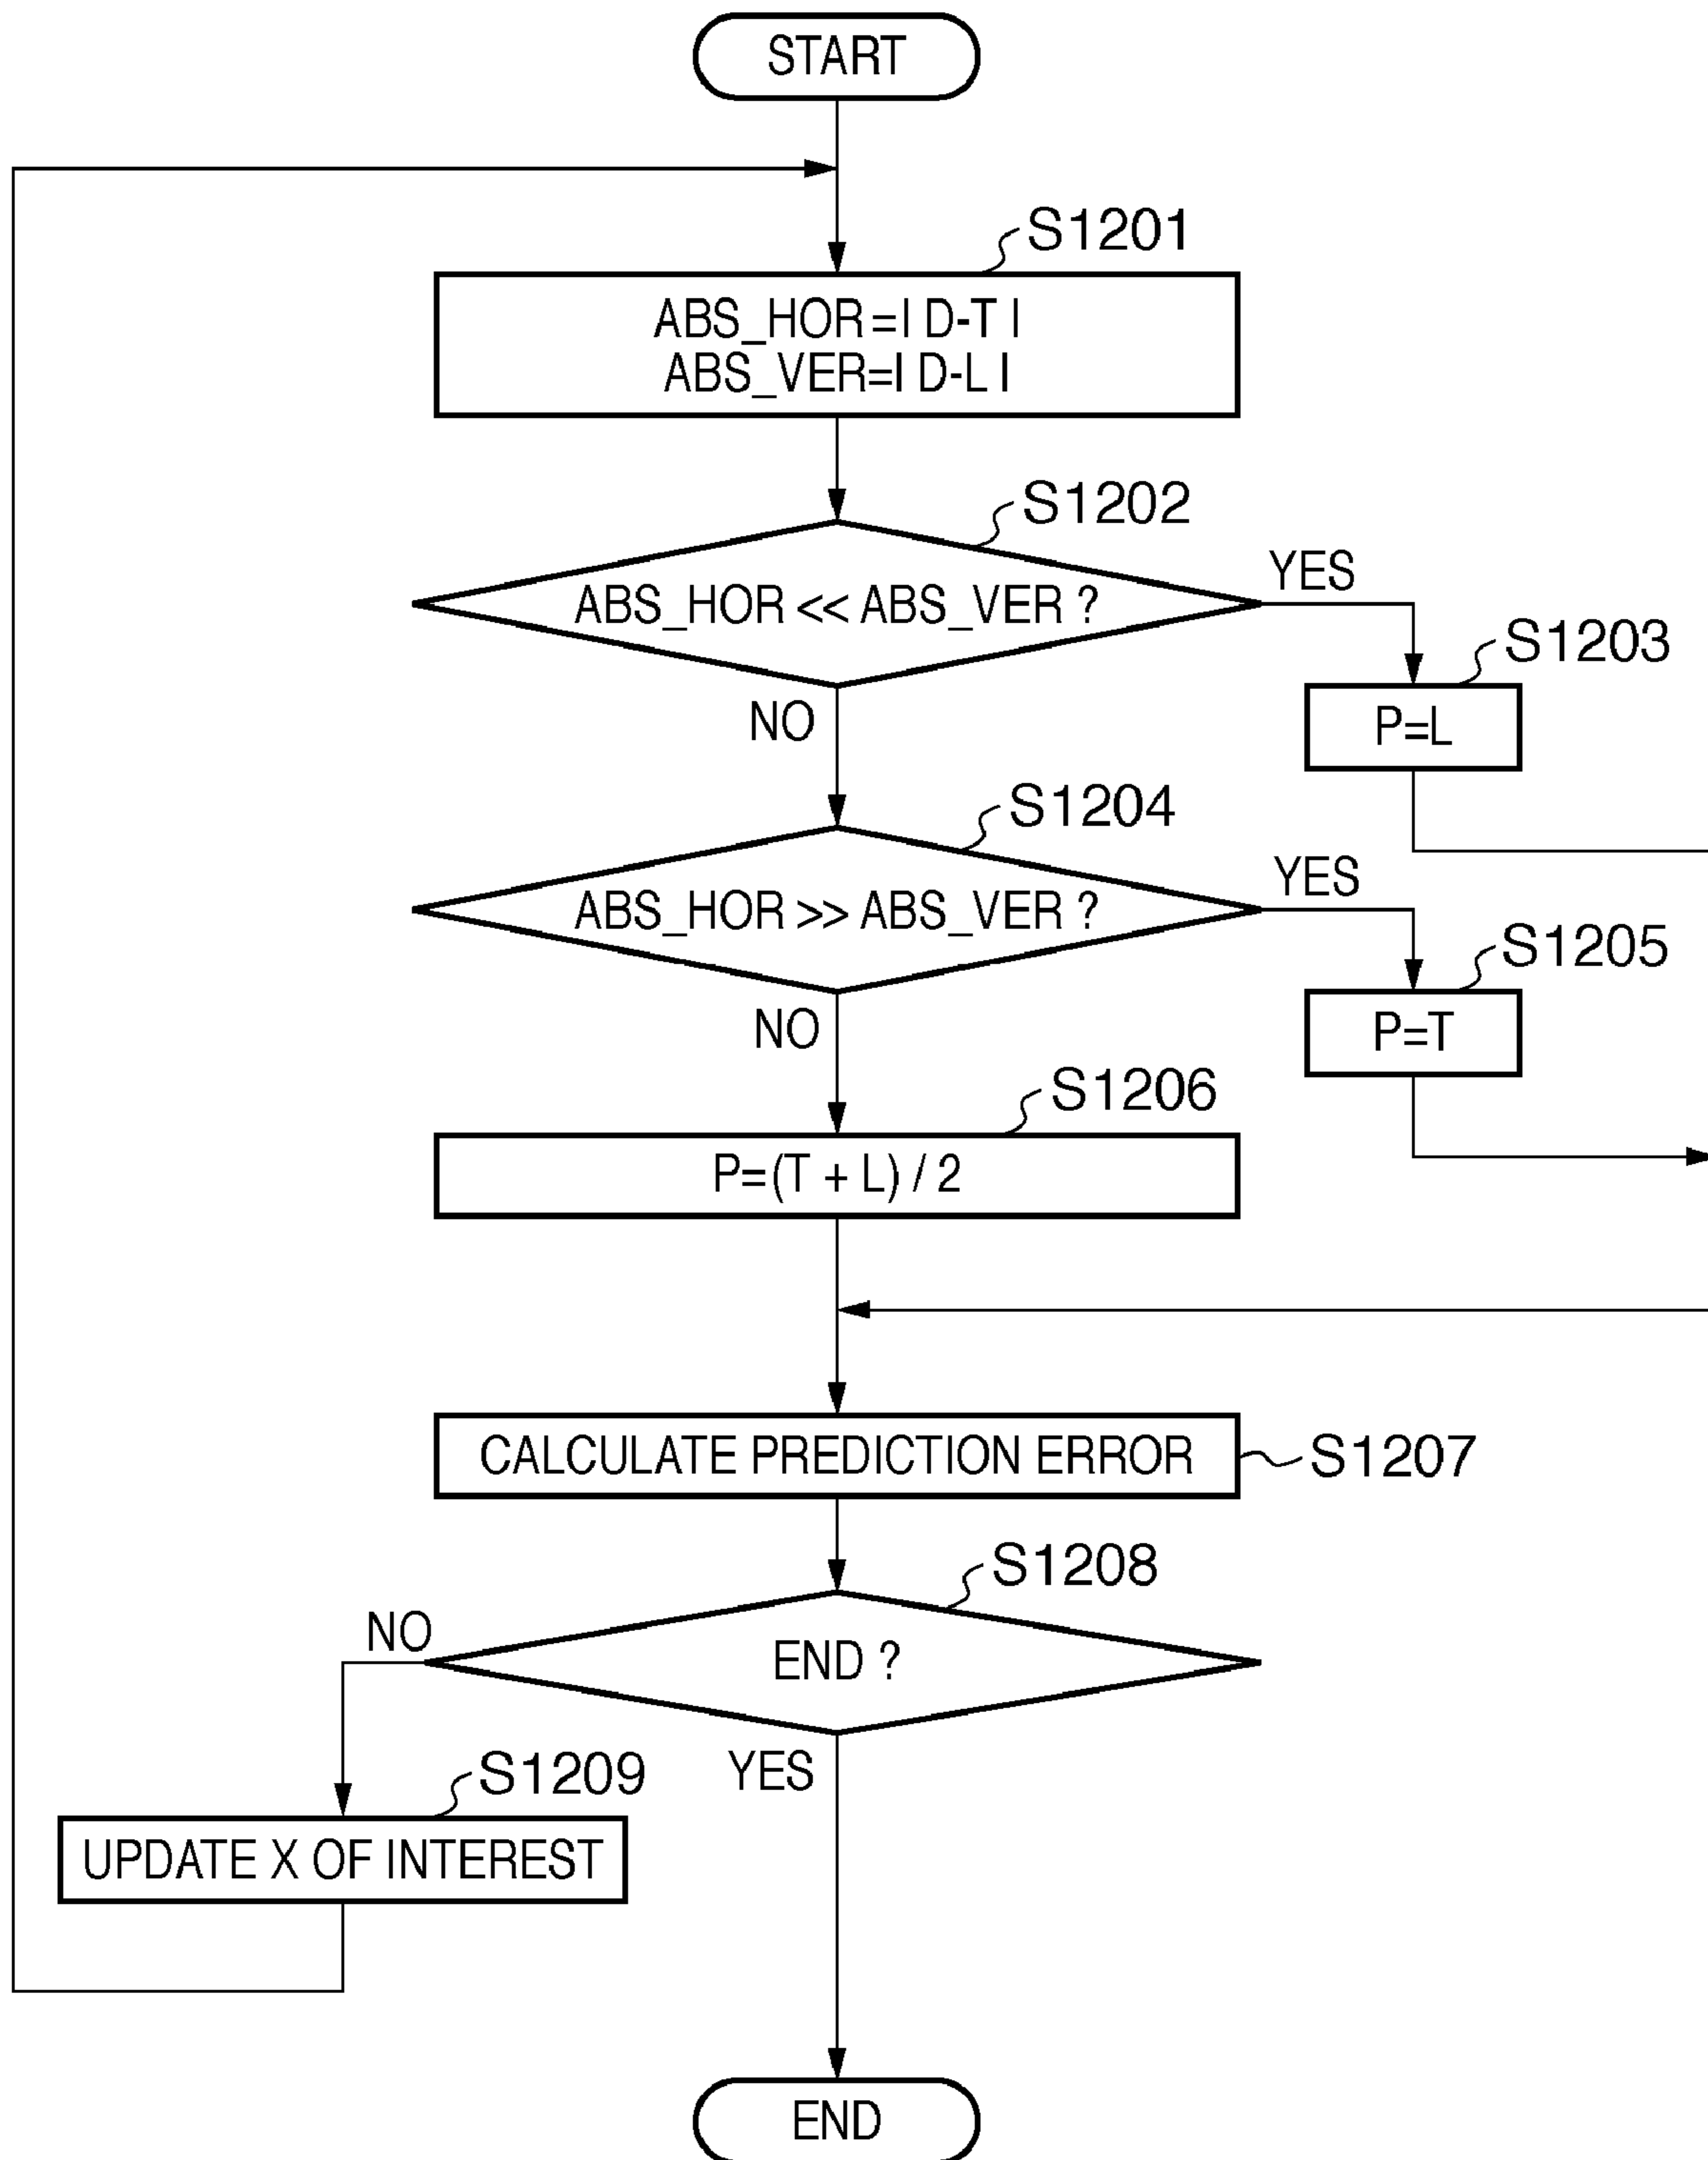 START
S1201
ABS_HOR=| D-T |
ABS_VER=| D-L |
S1202
ABS_HOR << ABS_VER ?
YES
S1203
P=L
NO
S1204
ABS_HOR >> ABS_VER ?
YES
S1205
P=T
NO
S1206
P=(T + L) / 2
CALCULATE PREDICTION ERROR
S1207
S1208
END ?
NO
YES
S1209
UPDATE X OF INTEREST
END